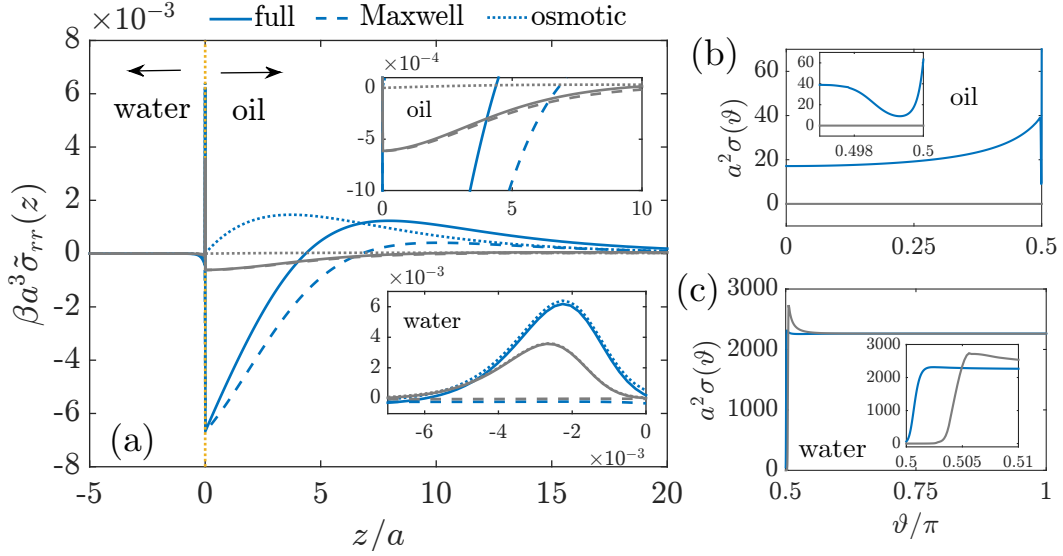 full Maxwell osmotic
×10⁻³
8
6
4
2
0
-2
-4
-6
-8
-5 0 5 10 15 20
z/a
βa³σ̃ᵣᵣ(z)
water oil
(a)
×10⁻⁴
0
-5
-10
0 5 10
oil
×10⁻³
6
4
2
0
-6 -4 -2 0
×10⁻³
water
(b)
60
40
20
0
0 0.25 0.5
a²σ(ϑ)
oil
60
40
20
0
0.498 0.5
(c)
3000
2000
1000
0
0.5 0.75 1
ϑ/π
a²σ(ϑ)
water
3000
2000
1000
0
0.5 0.505 0.51